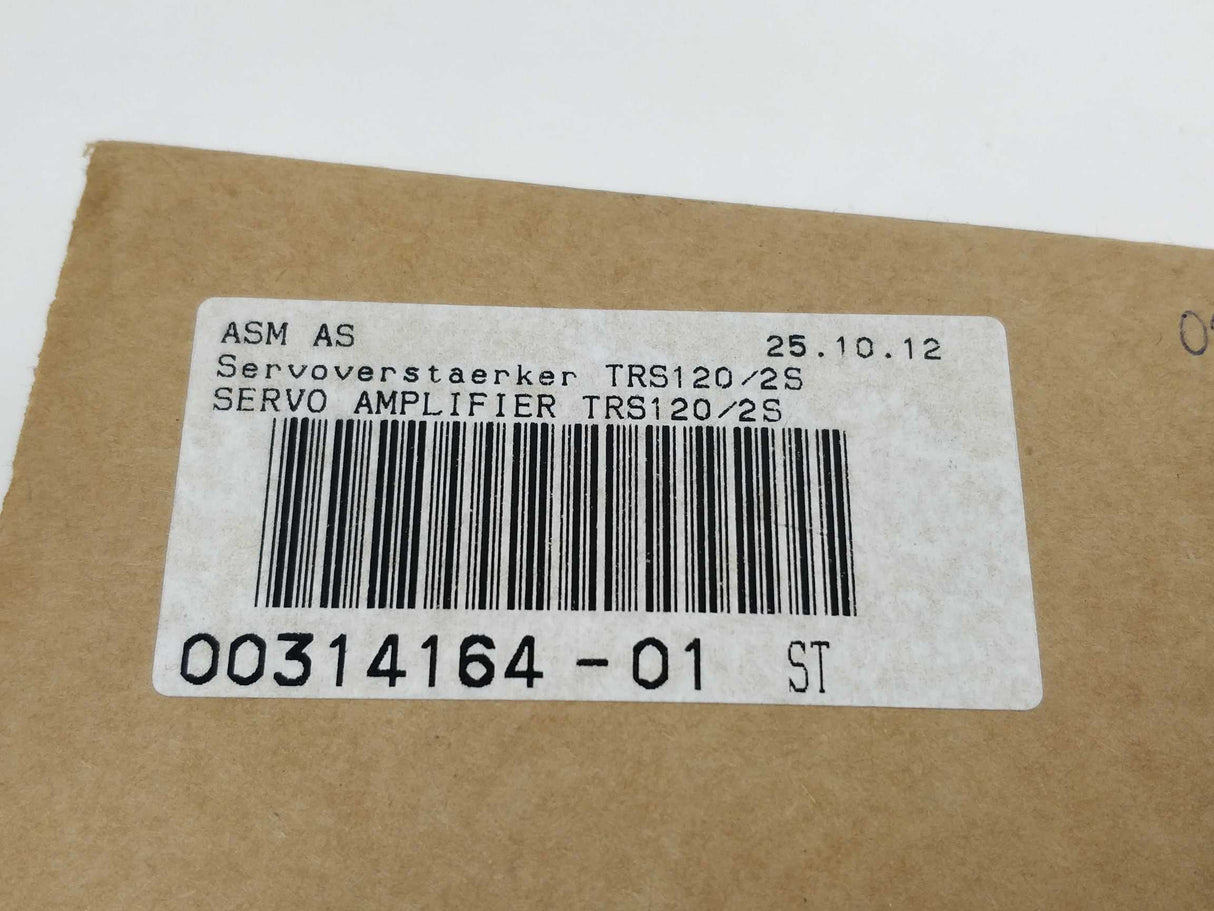 ASM AS 25.10.12
Servoverstaerker TRS120/2S
SERVO AMPLIFIER TRS120/2S
00314164-01 ST